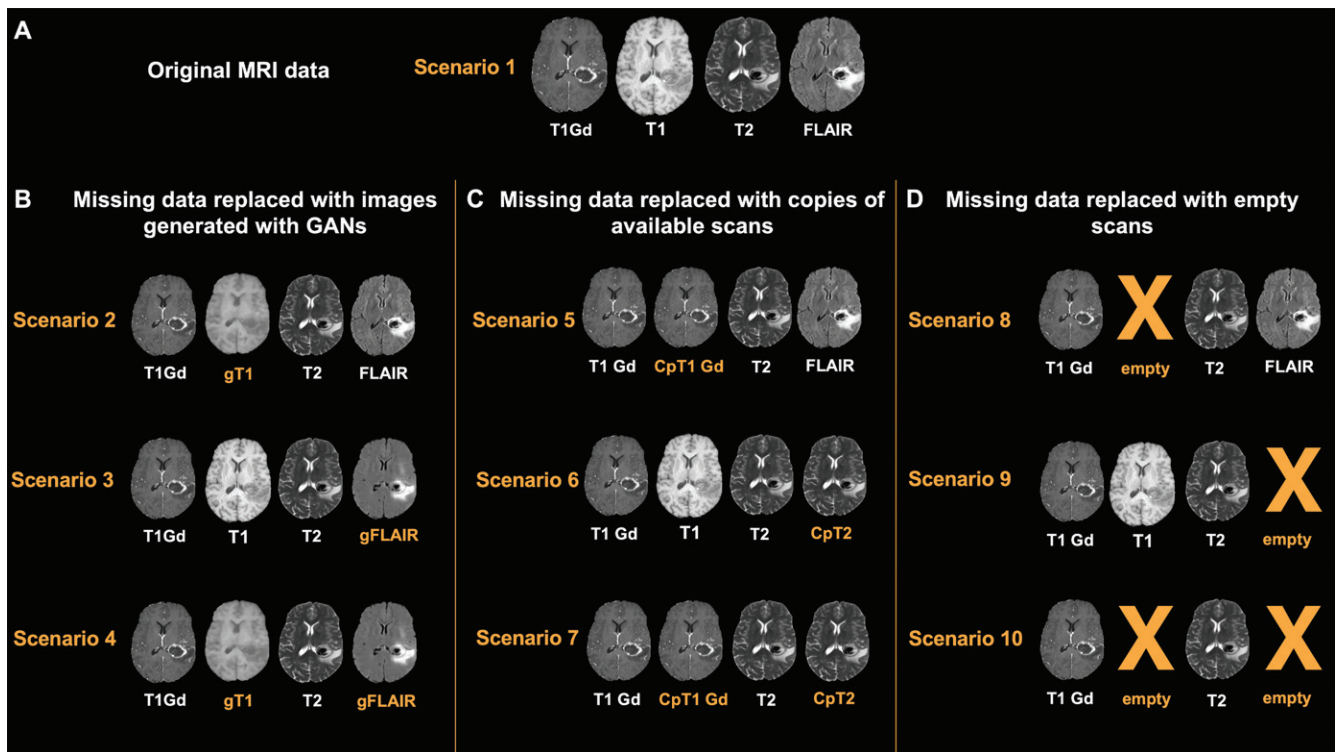 A
Original MRI data
Scenario 1
T1Gd T1 T2 FLAIR
B Missing data replaced with images
generated with GANs
Scenario 2
T1Gd gT1 T2 FLAIR
Scenario 3
T1Gd T1 T2 gFLAIR
Scenario 4
T1Gd gT1 T2 gFLAIR
C Missing data replaced with copies of
available scans
Scenario 5
T1 Gd CpT1 Gd T2 FLAIR
Scenario 6
T1 Gd T1 T2 CpT2
Scenario 7
T1 Gd CpT1 Gd T2 CpT2
D Missing data replaced with empty
scans
Scenario 8
X
T1 Gd empty T2 FLAIR
Scenario 9
X
T1 Gd T1 T2 empty
Scenario 10
X X
T1 Gd empty T2 empty